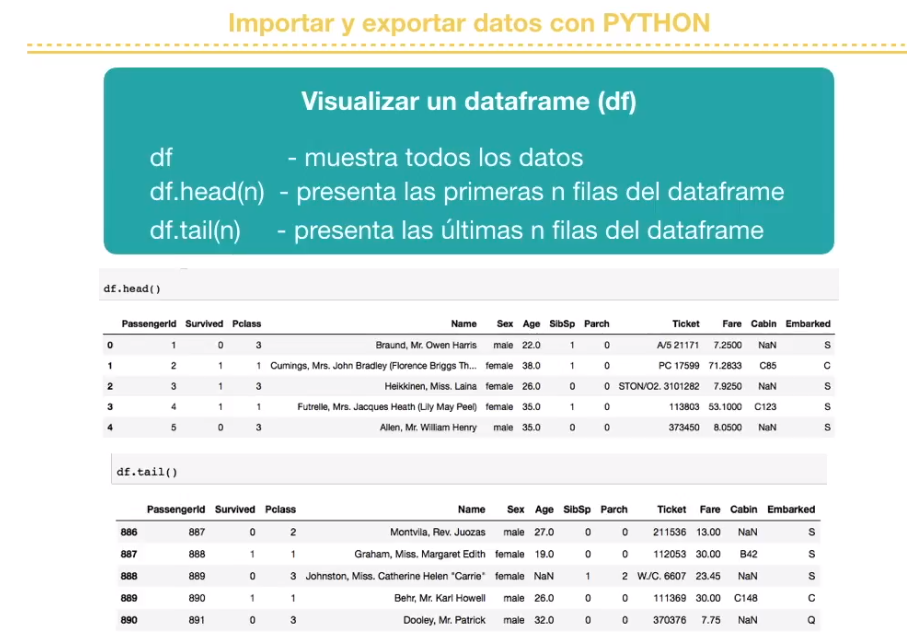 Importar y exportar datos con PYTHON
Visualizar un dataframe (df)
df - muestra todos los datos
df.head(n) - presenta las primeras n filas del dataframe
df.tail(n) - presenta las últimas n filas del dataframe
df.head()
PassengerId Survived Pclass Name Sex Age SibSp Parch Ticket Fare Cabin Embarked
0 1 0 3 Braund, Mr. Owen Harris male 22.0 1 0 A/5 21171 7.2500 NaN S
1 2 1 1 Cumings, Mrs. John Bradley (Florence Briggs Th... female 38.0 1 0 PC 17599 71.2833 C85 C
2 3 1 3 Heikkinen, Miss. Laina female 26.0 0 0 STON/O2. 3101282 7.9250 NaN S
3 4 1 1 Futrelle, Mrs. Jacques Heath (Lily May Peel) female 35.0 1 0 113803 53.1000 C123 S
4 5 0 3 Allen, Mr. William Henry male 35.0 0 0 373450 8.0500 NaN S
df.tail()
PassengerId Survived Pclass Name Sex Age SibSp Parch Ticket Fare Cabin Embarked
886 887 0 2 Montvila, Rev. Juozas male 27.0 0 0 211536 13.00 NaN S
887 888 1 1 Graham, Miss. Margaret Edith female 19.0 0 0 112053 30.00 B42 S
888 889 0 3 Johnston, Miss. Catherine Helen "Carrie" female NaN 1 2 W./C. 6607 23.45 NaN S
889 890 1 1 Behr, Mr. Karl Howell male 26.0 0 0 111369 30.00 C148 C
890 891 0 3 Dooley, Mr. Patrick male 32.0 0 0 370376 7.75 NaN Q